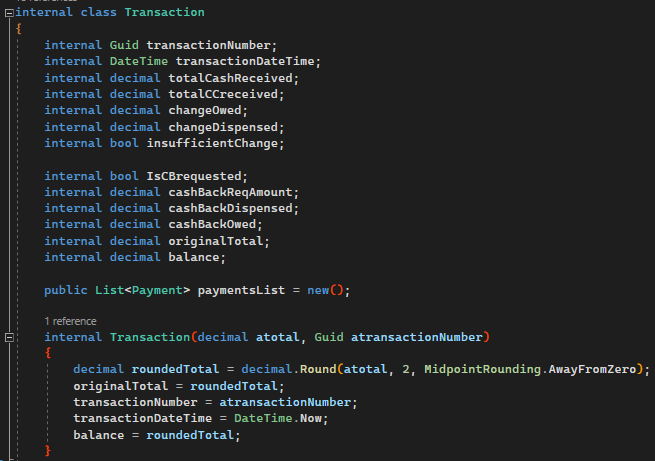 internal class Transaction
{
internal Guid transactionNumber;
internal DateTime transactionDateTime;
internal decimal totalCashReceived;
internal decimal totalCCreceived;
internal decimal changeOwed;
internal decimal changeDispensed;
internal bool insufficientChange;
internal bool IsCBrequested;
internal decimal cashBackReqAmount;
internal decimal cashBackDispensed;
internal decimal cashBackOwed;
internal decimal originalTotal;
internal decimal balance;
public List<Payment> paymentsList = new();
1 reference
internal Transaction(decimal atotal, Guid atransactionNumber)
{
decimal roundedTotal = decimal.Round(atotal, 2, MidpointRounding.AwayFromZero);
originalTotal = roundedTotal;
transactionNumber = atransactionNumber;
transactionDateTime = DateTime.Now;
balance = roundedTotal;
}